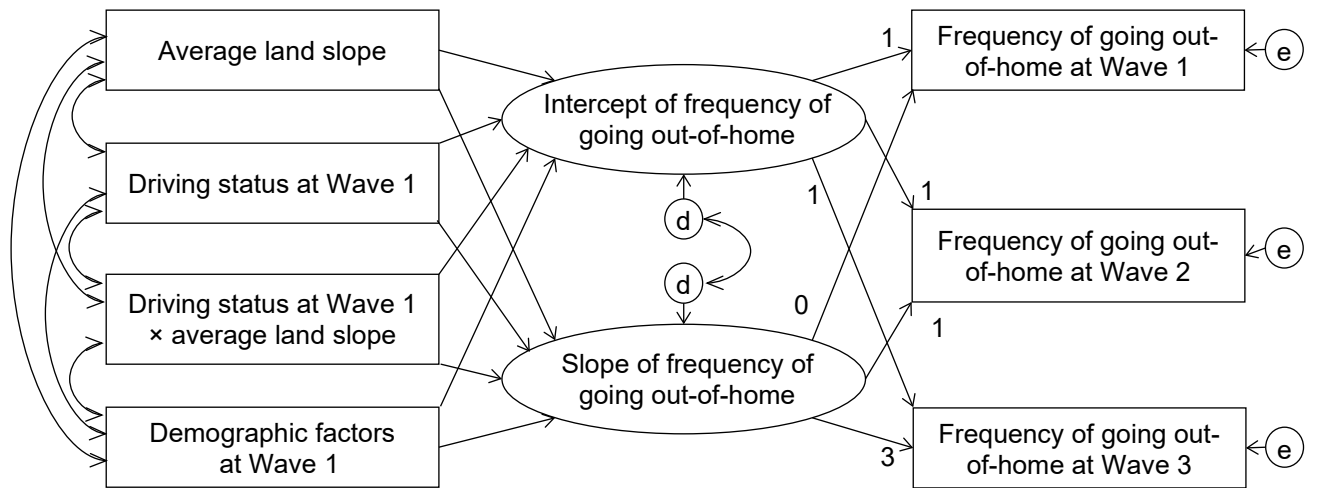 Average land slope
Driving status at Wave 1
Driving status at Wave 1
× average land slope
Demographic factors
at Wave 1
Intercept of frequency of
going out-of-home
d
d
Slope of frequency of
going out-of-home
1
1
1
0
1
3
Frequency of going out-
of-home at Wave 1
e
Frequency of going out-
of-home at Wave 2
e
Frequency of going out-
of-home at Wave 3
e